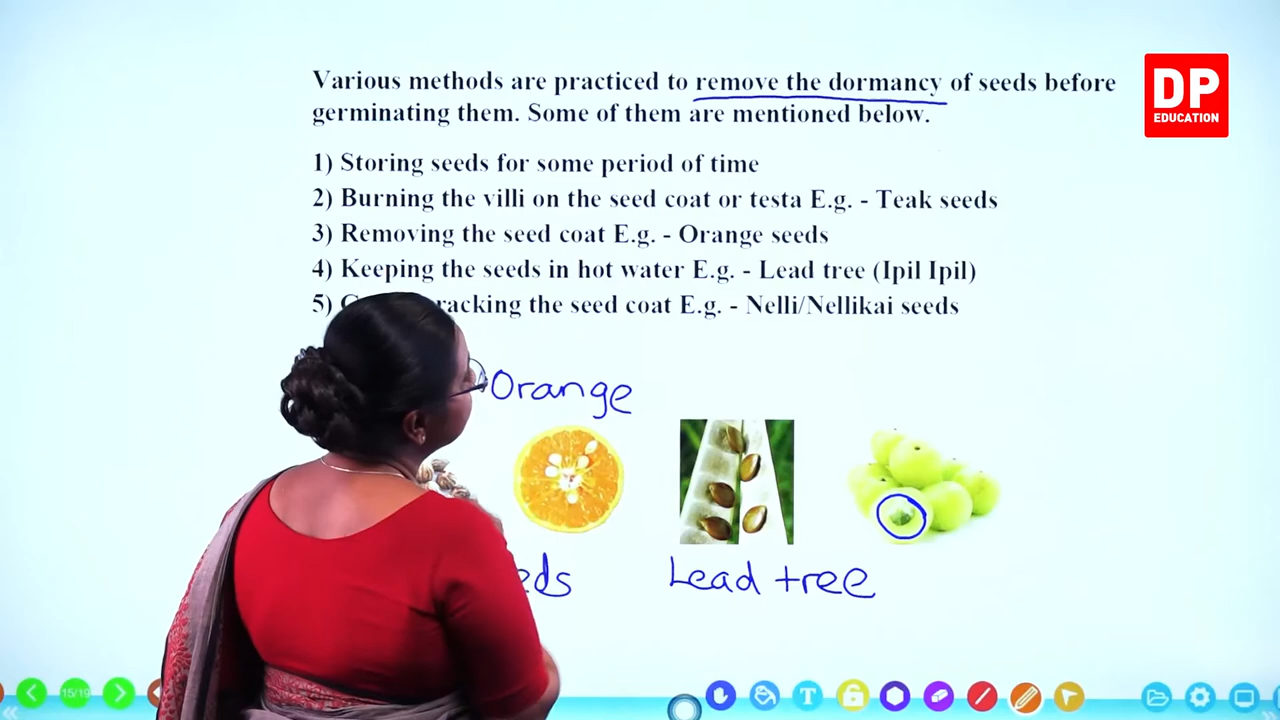 DP
EDUCATION
Various methods are practiced to remove the dormancy of seeds before
germinating them. Some of them are mentioned below.
1) Storing seeds for some period of time
2) Burning the villi on the seed coat or testa E.g. - Teak seeds
3) Removing the seed coat E.g. - Orange seeds
4) Keeping the seeds in hot water E.g. - Lead tree (Ipil Ipil)
5) the seed coat E.g. - Nelli/Nellikai seeds
Orange
Lead tree
15/19
T